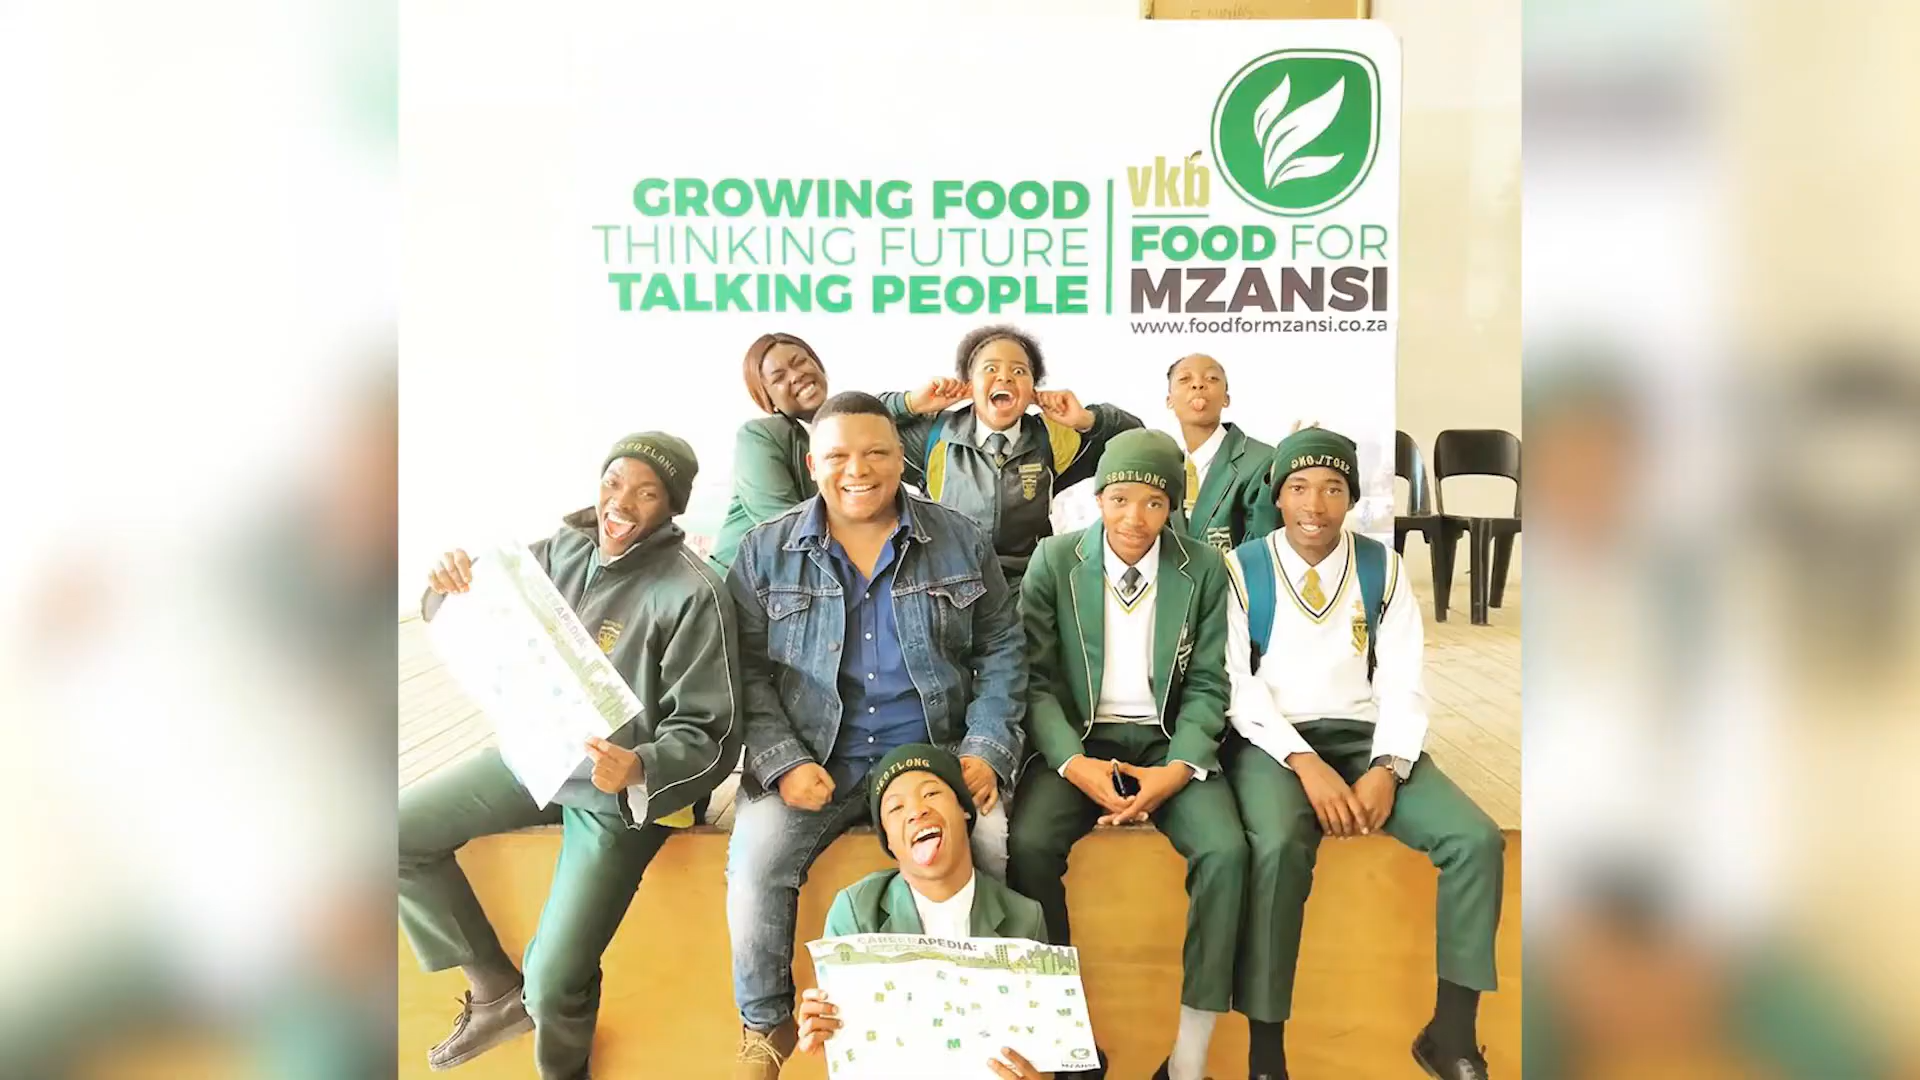 GROWING FOOD
THINKING FUTURE
TALKING PEOPLE
vkb
FOOD FOR
MZANSI
www.foodformzansi.co.za
SEOTLONG
SEOTLONG
SEOTLONG
SEOTLONG
CAREERAPEDIA:
MZANSI